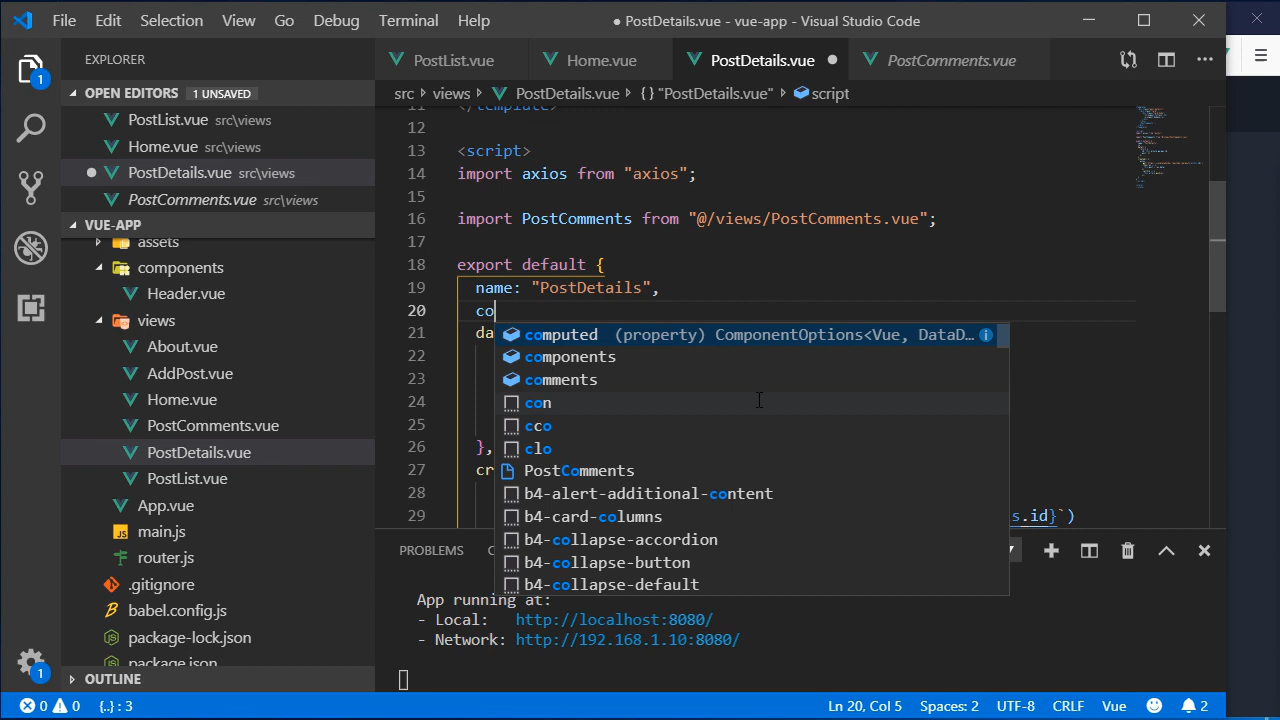 File Edit Selection View Go Debug Terminal Help ● PostDetails.vue - vue-app - Visual Studio Code
EXPLORER
OPEN EDITORS 1 UNSAVED
PostList.vue src\views
Home.vue src\views
PostDetails.vue src\views
PostComments.vue src\views
VUE-APP
assets
components
Header.vue
views
About.vue
AddPost.vue
Home.vue
PostComments.vue
PostDetails.vue
PostList.vue
App.vue
main.js
router.js
.gitignore
babel.config.js
package-lock.json
package.json
OUTLINE
PostList.vue Home.vue PostDetails.vue PostComments.vue
src › views › PostDetails.vue › {} "PostDetails.vue" › script
11 </template>
12
13 <script>
14 import axios from "axios";
15
16 import PostComments from "@/views/PostComments.vue";
17
18 export default {
19 name: "PostDetails",
20 co
21 da
22
23
24
25
26 },
27 cr
28
29 s.id}`)
computed (property) ComponentOptions<Vue, DataD…
components
comments
con
cco
clo
PostComments
b4-alert-additional-content
b4-card-columns
b4-collapse-accordion
b4-collapse-button
b4-collapse-default
PROBLEMS
App running at:
- Local: http://localhost:8080/
- Network: http://192.168.1.10:8080/
0 0 {..} : 3 Ln 20, Col 5 Spaces: 2 UTF-8 CRLF Vue 2
1
1